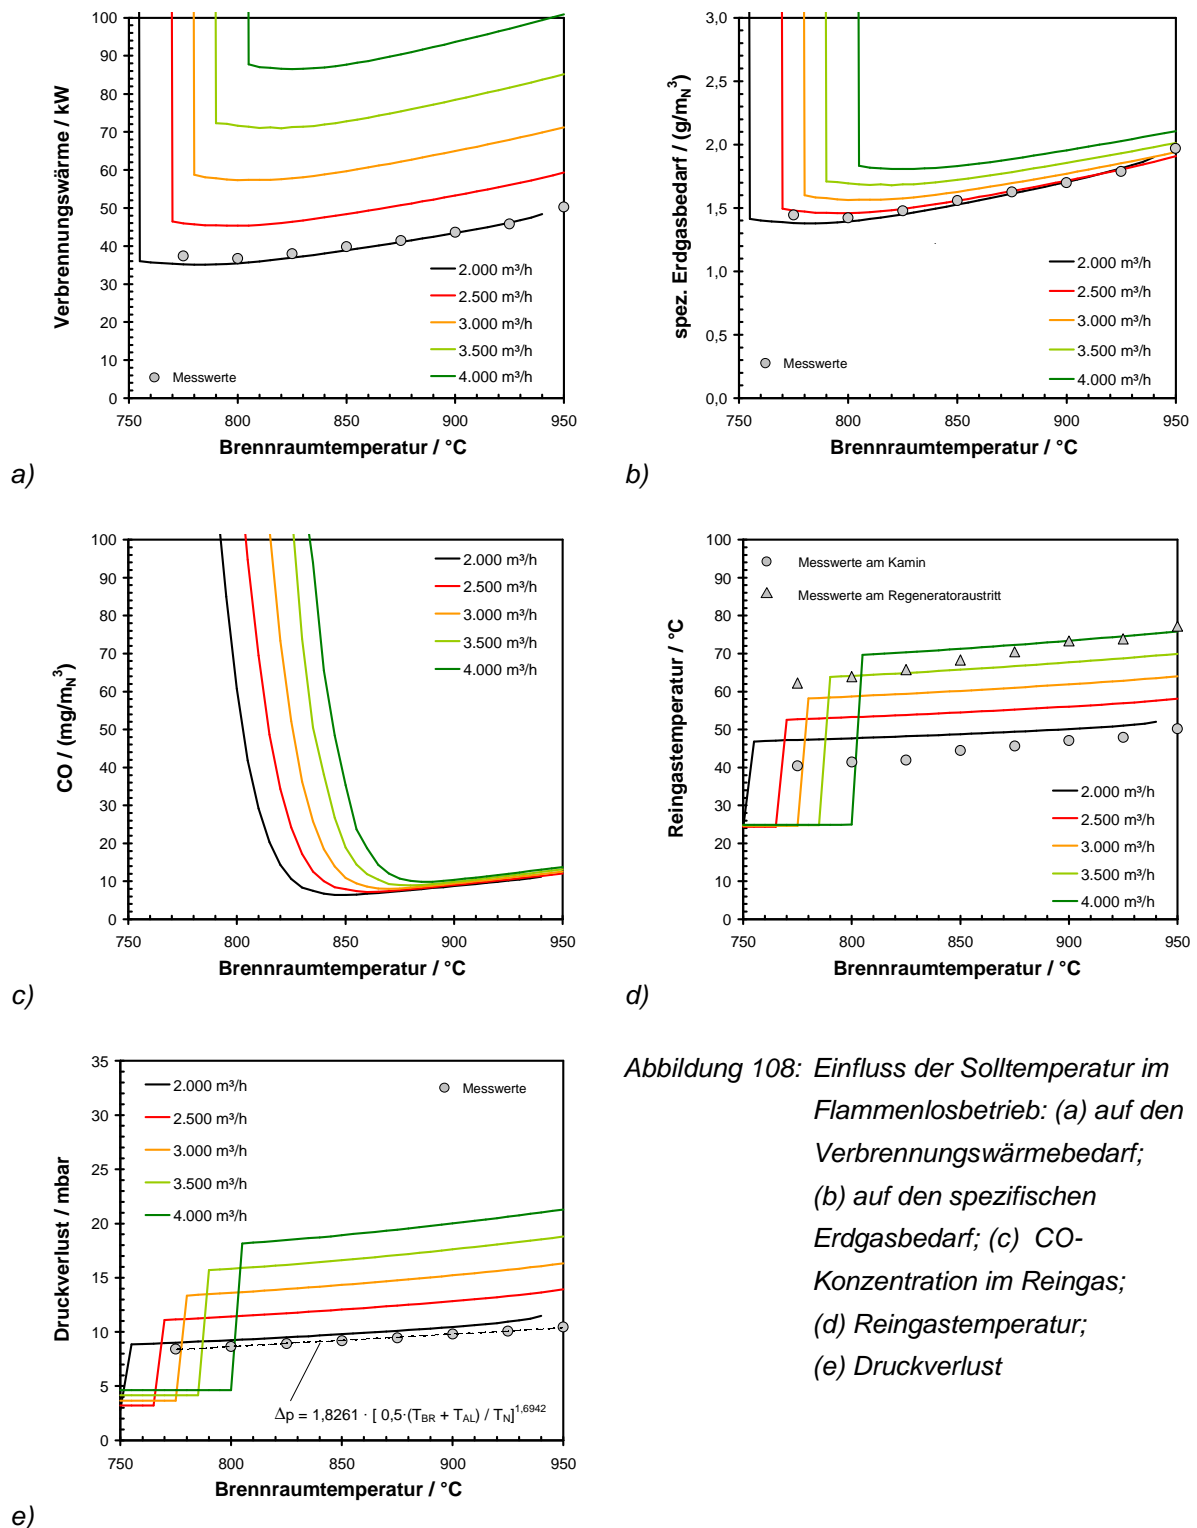 100
90
80
70
60
50
40
30
20
10
0
Verbrennungswärme / kW
2.000 m³/h
2.500 m³/h
3.000 m³/h
3.500 m³/h
4.000 m³/h
Messwerte
750 800 850 900 950
Brennraumtemperatur / °C
a)
3,0
2,5
2,0
1,5
1,0
0,5
0,0
spez. Erdgasbedarf / (g/m_N³)
2.000 m³/h
2.500 m³/h
3.000 m³/h
3.500 m³/h
4.000 m³/h
Messwerte
750 800 850 900 950
Brennraumtemperatur / °C
b)
100
90
80
70
60
50
40
30
20
10
0
CO / (mg/m_N³)
2.000 m³/h
2.500 m³/h
3.000 m³/h
3.500 m³/h
4.000 m³/h
750 800 850 900 950
Brennraumtemperatur / °C
c)
100
90
80
70
60
50
40
30
20
10
0
Reingastemperatur / °C
Messwerte am Kamin
Messwerte am Regeneratoraustritt
2.000 m³/h
2.500 m³/h
3.000 m³/h
3.500 m³/h
4.000 m³/h
750 800 850 900 950
Brennraumtemperatur / °C
d)
35
30
25
20
15
10
5
0
Druckverlust / mbar
2.000 m³/h
2.500 m³/h
3.000 m³/h
3.500 m³/h
4.000 m³/h
Messwerte
Δp = 1,8261 · [ 0,5·(T_BR + T_AL) / T_N]^1,6942
750 800 850 900 950
Brennraumtemperatur / °C
e)
Abbildung 108: Einfluss der Solltemperatur im
Flammenlosbetrieb: (a) auf den
Verbrennungswärmebedarf;
(b) auf den spezifischen
Erdgasbedarf; (c) CO-
Konzentration im Reingas;
(d) Reingastemperatur;
(e) Druckverlust